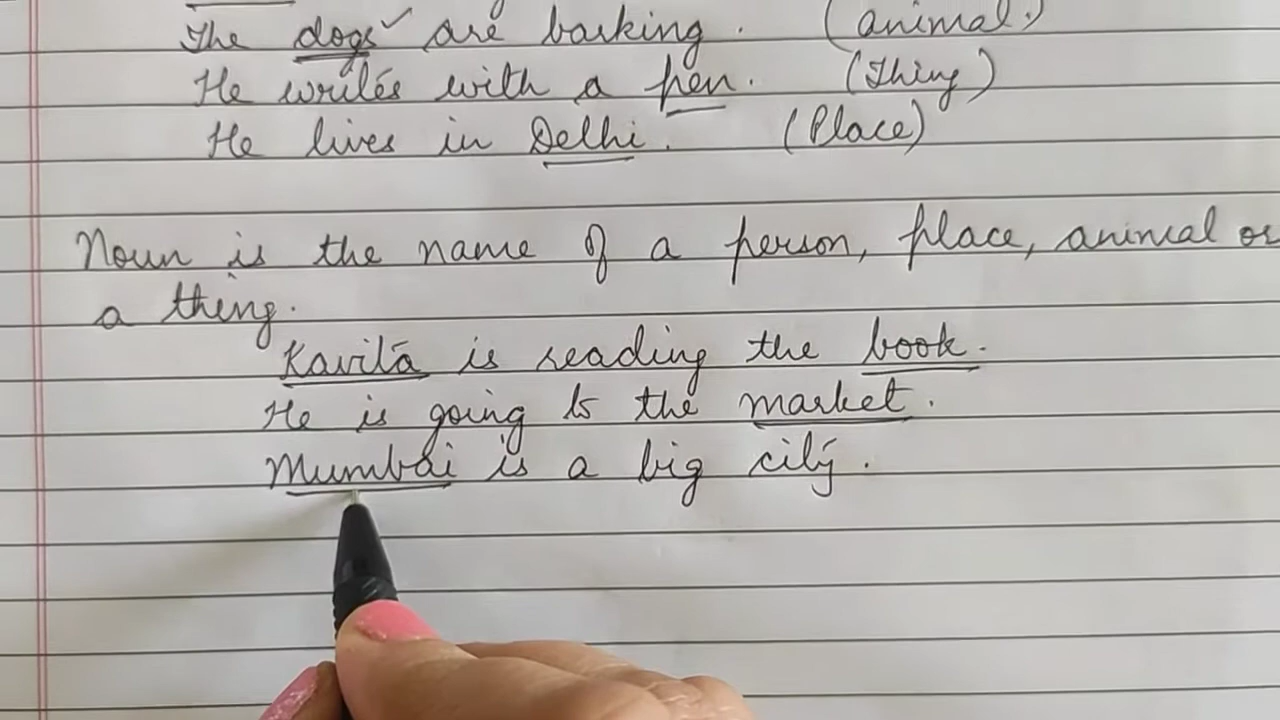 The dogs are barking. (animal.)
He writes with a pen. (Thing)
He lives in Delhi. (Place)
Noun is the name of a person, place, animal or
a thing.
Kavita is reading the book.
He is going to the market.
Mumbai is a big city.